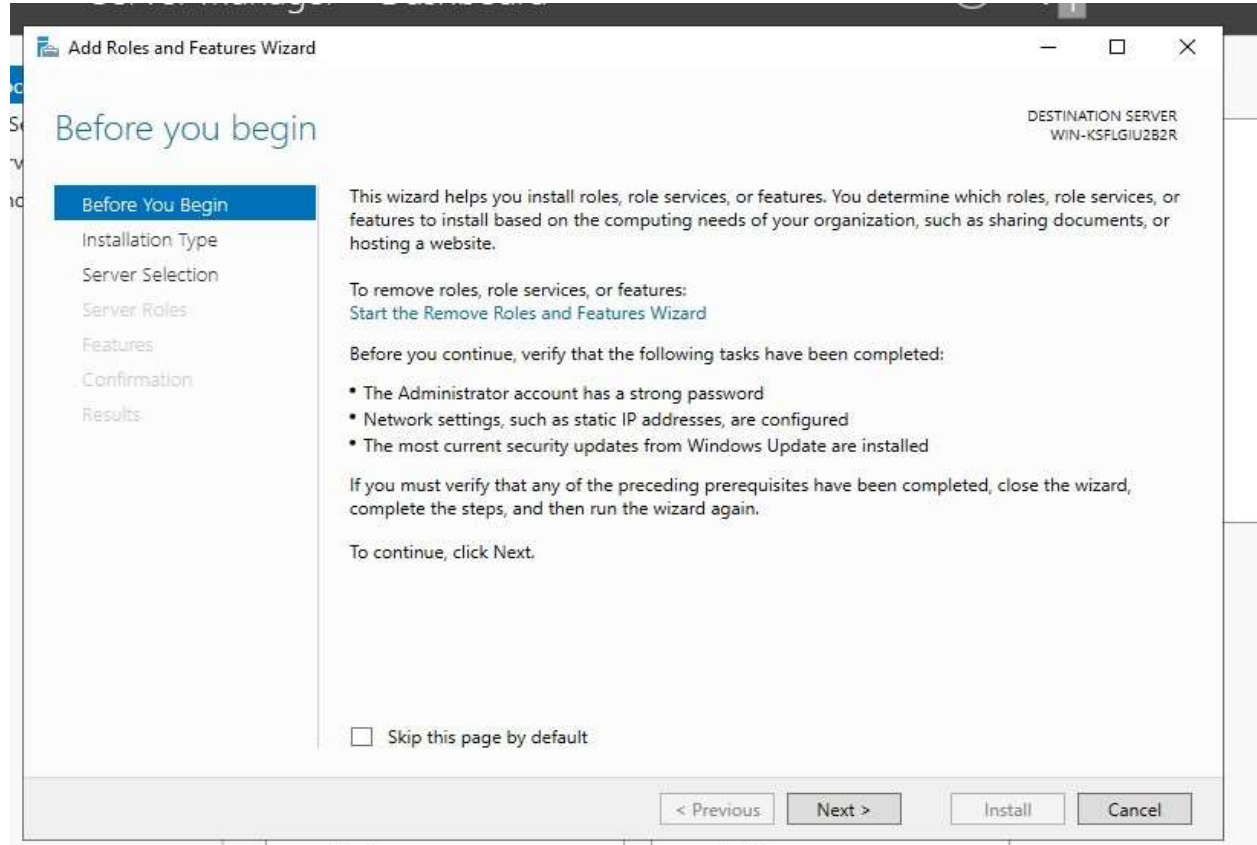 Server Manager Dashboard
Add Roles and Features Wizard
Before you begin
DESTINATION SERVER
WIN-KSFLGIU2B2R
Before You Begin
Installation Type
Server Selection
Server Roles
Features
Confirmation
Results
This wizard helps you install roles, role services, or features. You determine which roles, role services, or
features to install based on the computing needs of your organization, such as sharing documents, or
hosting a website.
To remove roles, role services, or features:
Start the Remove Roles and Features Wizard
Before you continue, verify that the following tasks have been completed:
• The Administrator account has a strong password
• Network settings, such as static IP addresses, are configured
• The most current security updates from Windows Update are installed
If you must verify that any of the preceding prerequisites have been completed, close the wizard,
complete the steps, and then run the wizard again.
To continue, click Next.
Skip this page by default
< Previous
Next >
Install
Cancel